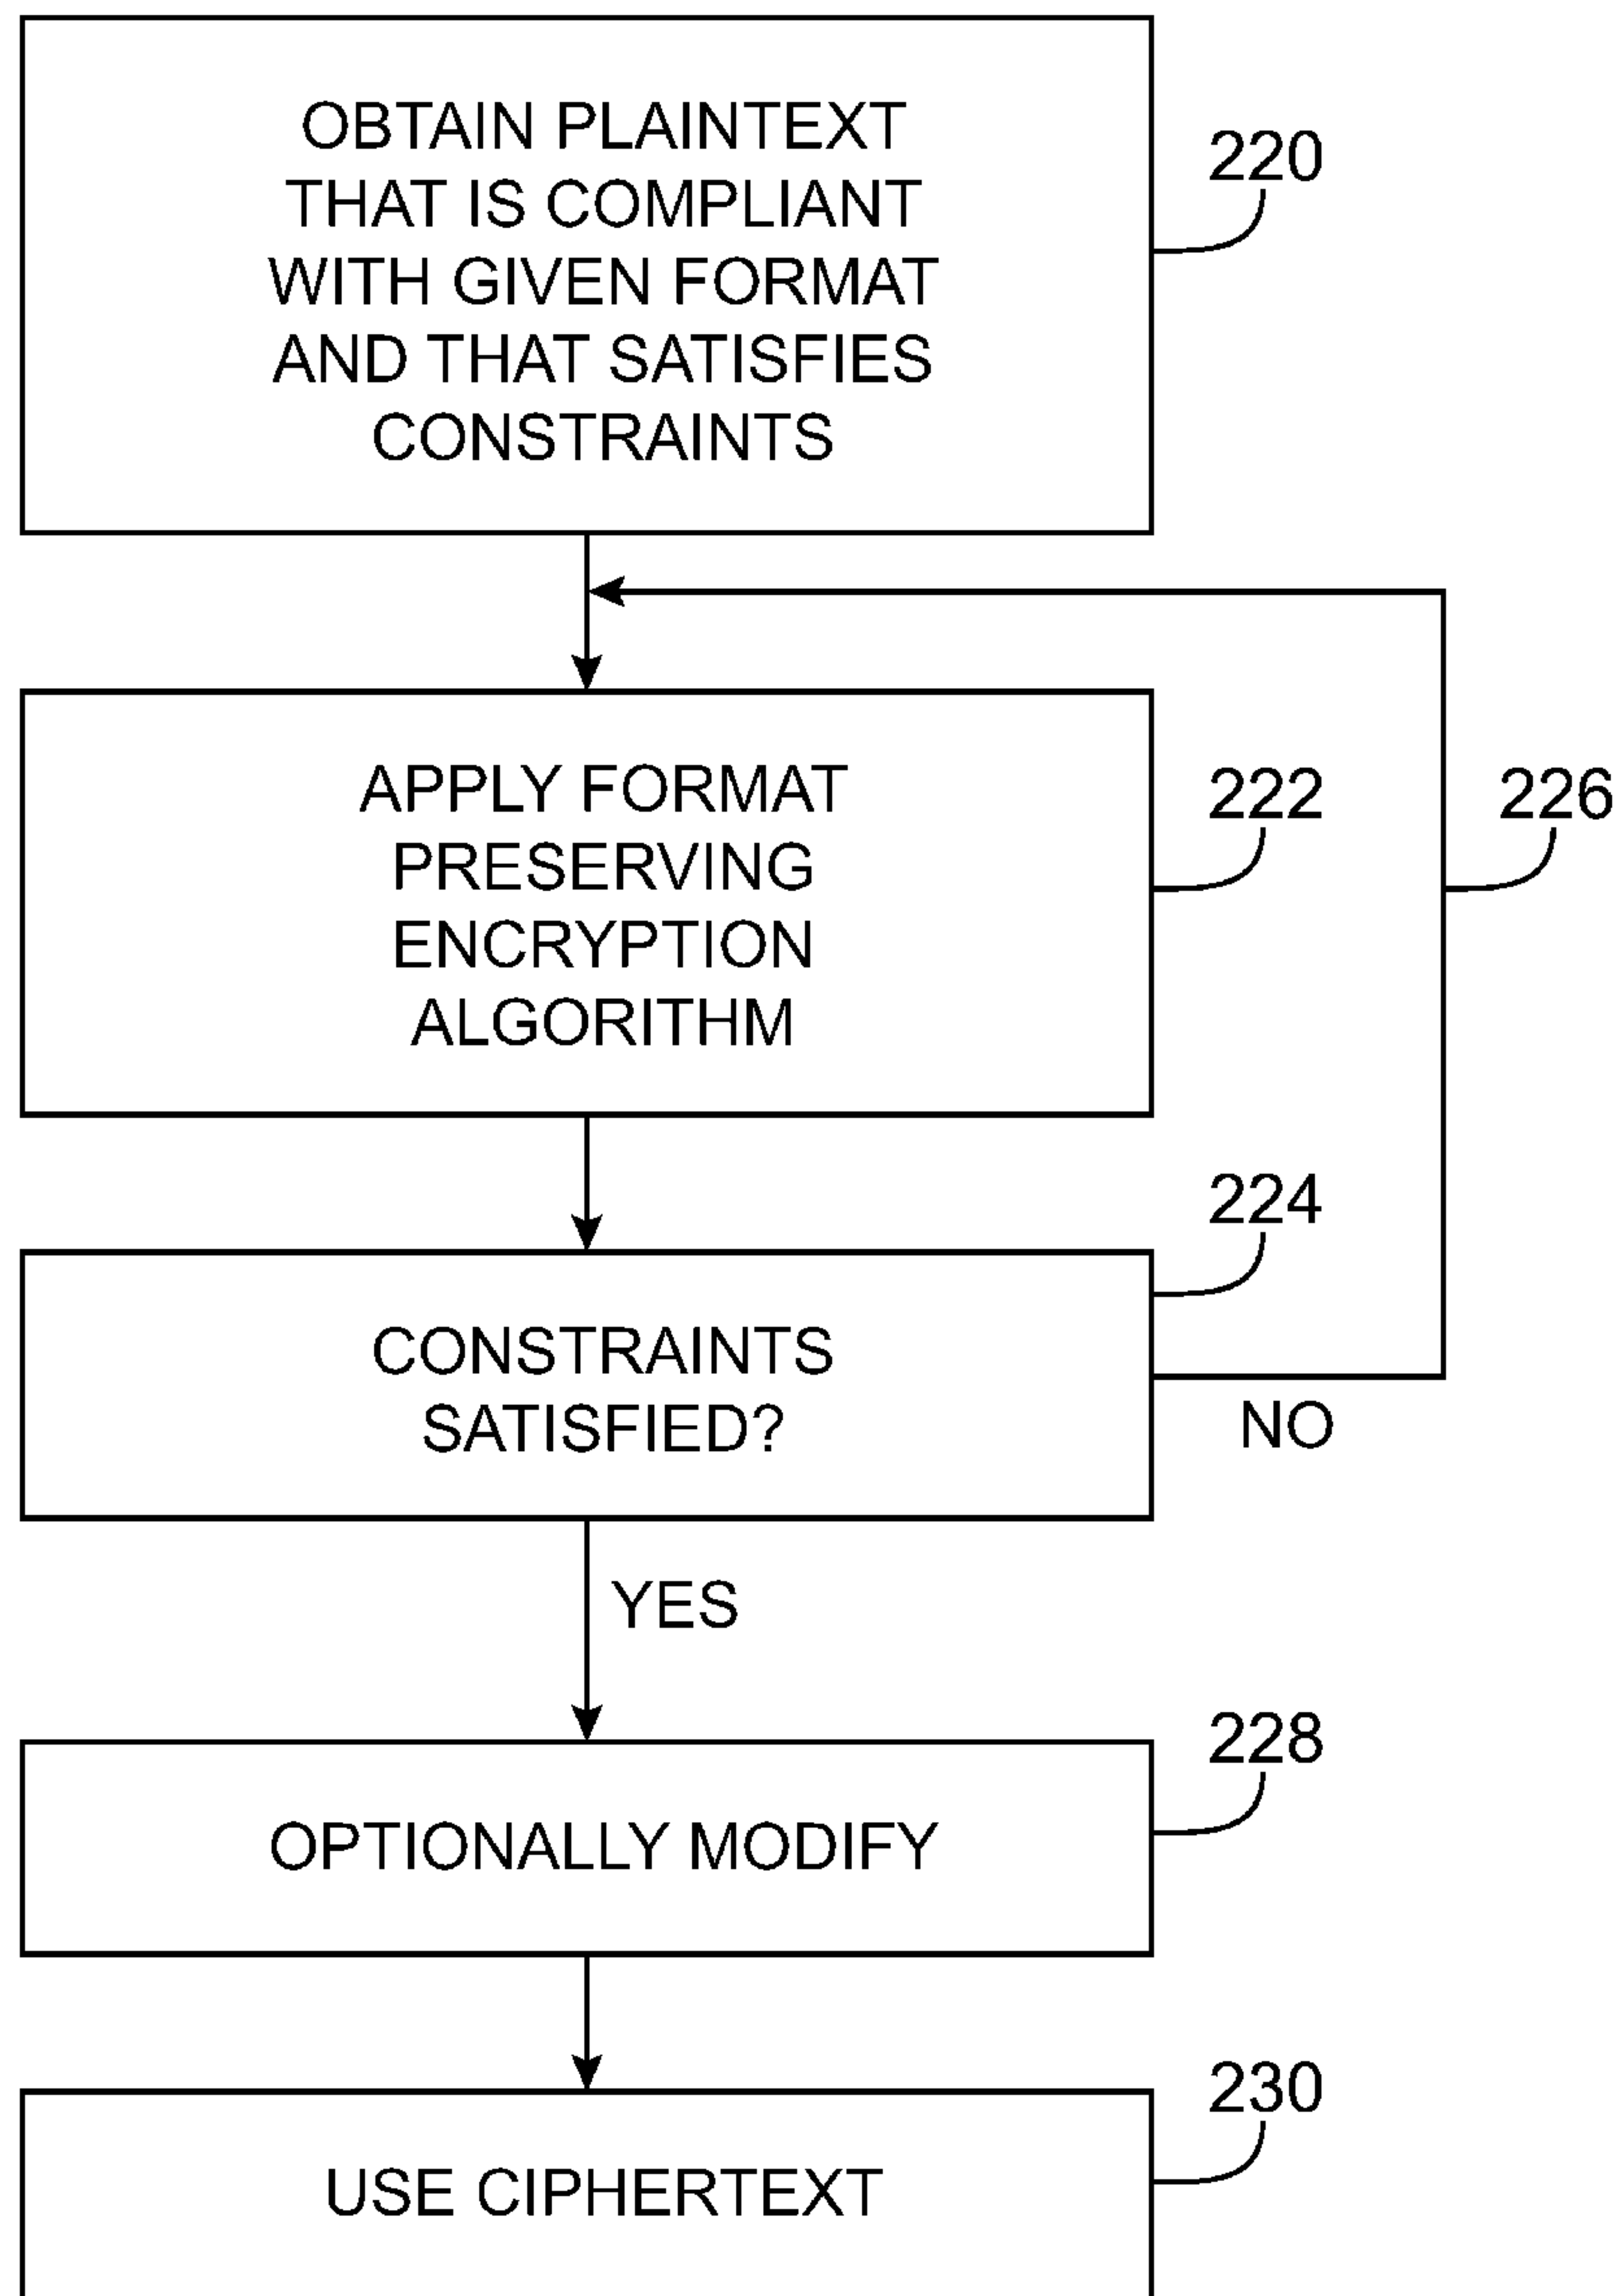 OBTAIN PLAINTEXT
THAT IS COMPLIANT
WITH GIVEN FORMAT
AND THAT SATISFIES
CONSTRAINTS
220
APPLY FORMAT
PRESERVING
ENCRYPTION
ALGORITHM
222
226
224
CONSTRAINTS
SATISFIED?
NO
YES
228
OPTIONALLY MODIFY
230
USE CIPHERTEXT